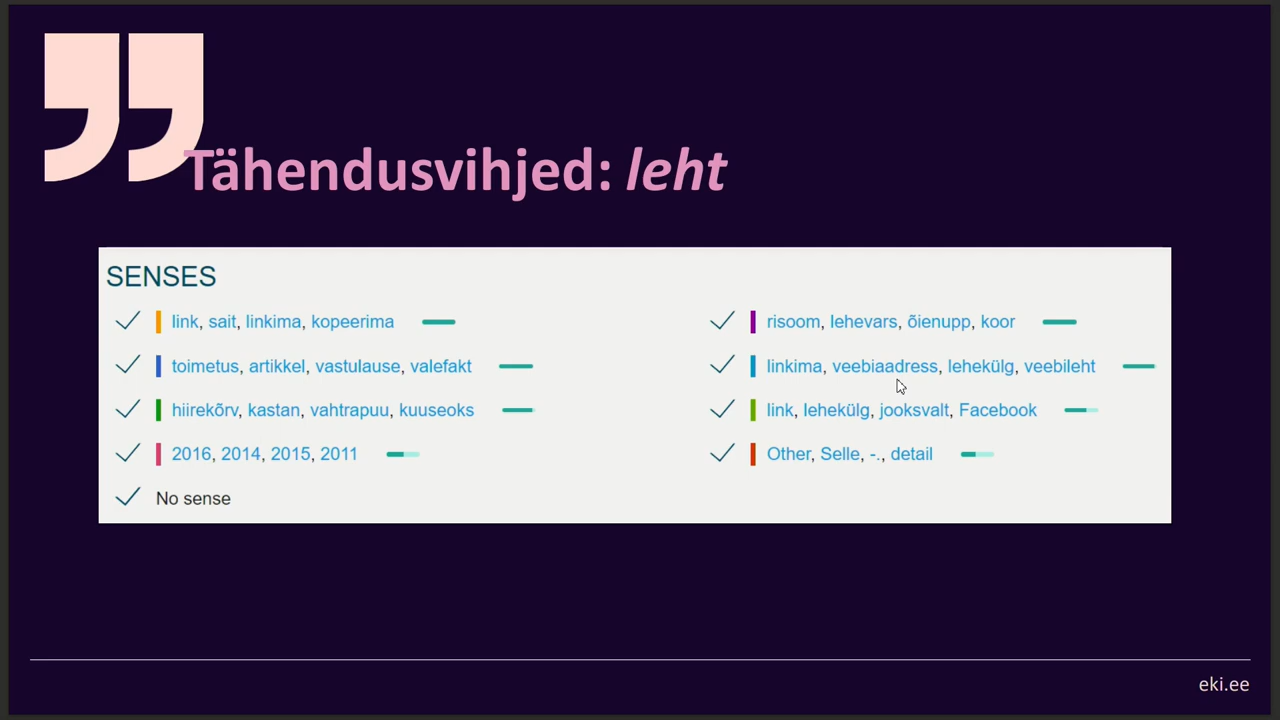 Tähendusvihjed: leht
SENSES
link, sait, linkima, kopeerima
toimetus, artikkel, vastulause, valefakt
hiirekõrv, kastan, vahtrapuu, kuuseoks
2016, 2014, 2015, 2011
No sense
risoom, lehevars, õienupp, koor
linkima, veebiaadress, lehekülg, veebileht
link, lehekülg, jooksvalt, Facebook
Other, Selle, -., detail
eki.ee